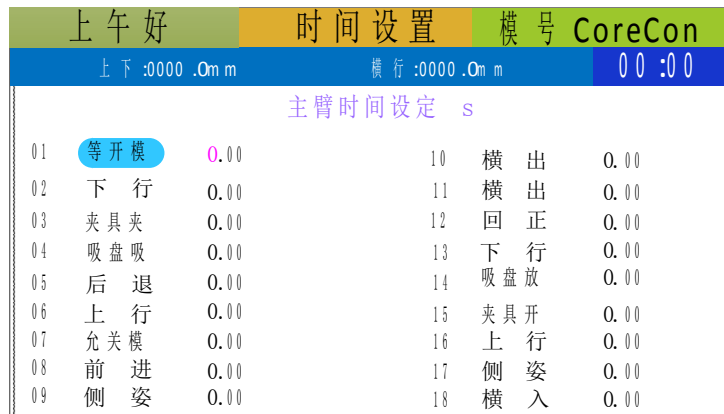 上午好 时间设置 模号 CoreCon
上下:0000.0mm 横行:0000.0mm 00:00
主臂时间设定 s
01 等开模 0.00 10 横出 0.00
02 下行 0.00 11 横出 0.00
03 夹具夹 0.00 12 回正 0.00
04 吸盘吸 0.00 13 下行 0.00
05 后退 0.00 14 吸盘放 0.00
06 上行 0.00 15 夹具开 0.00
07 允关模 0.00 16 上行 0.00
08 前进 0.00 17 侧姿 0.00
09 侧姿 0.00 18 横入 0.00